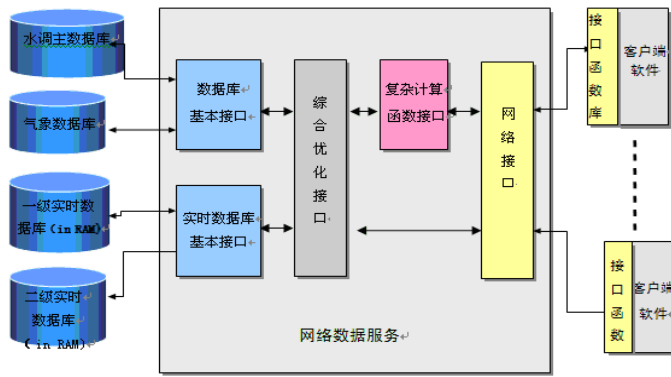 水调主数据库
气象数据库
一级实时数
据库(in RAM)
二级实时
数据库
( in RAM)
数据库
基本接口
实时数据库
基本接口
综合优化接口
复杂计算
函数接口
网络接口
网络数据服务
接口函数库
客户端
软件
接口函数
客户端
软件